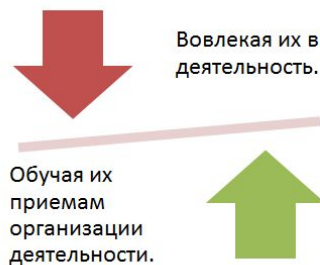 Вовлекая их в
деятельность.
Обучая их
приемам
организации
деятельности.